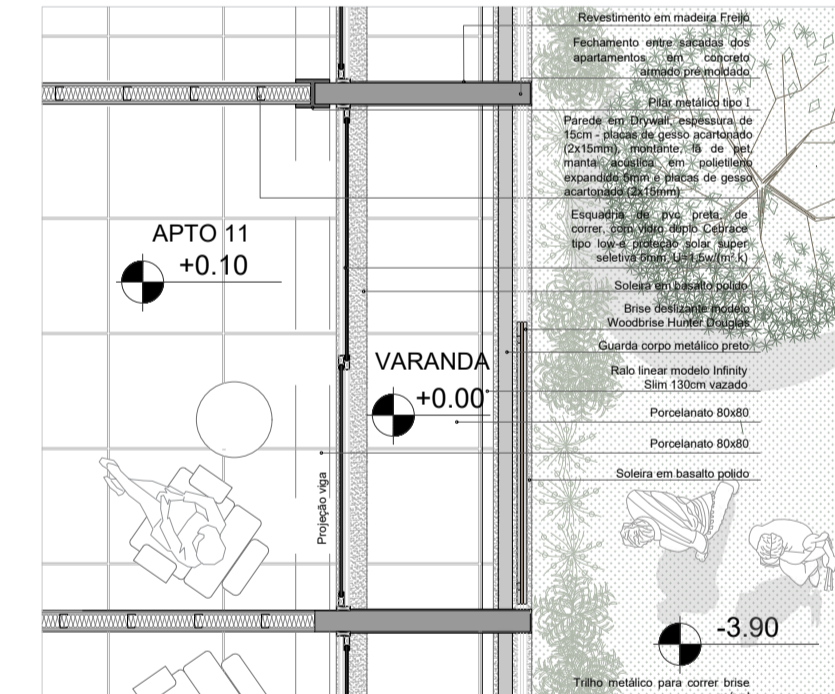 Revestimento em madeira Freijó
Fechamento entre sacadas dos
apartamentos em concreto
armado pré moldado
Pilar metálico tipo I
Parede em Drywall, espessura de
15cm - placas de gesso acartonado
(2x15mm), montante, lã de pet,
manta acústica em polietileno
expandido 5mm e placas de gesso
acartonado (2x15mm)
Esquadria de pvc preta, de
correr, com vidro duplo Cebrace
tipo low-e proteção solar super
seletiva 6mm, U=1,5w/(m².k)
Soleira em basalto polido
Brise deslizante modelo
Woodbrise Hunter Douglas
Guarda corpo metálico preto
Ralo linear modelo Infinity
Slim 130cm vazado
Porcelanato 80x80
Porcelanato 80x80
Soleira em basalto polido
APTO 11
+0.10
VARANDA
+0.00
Projeção viga
-3.90
Trilho metálico para correr brise